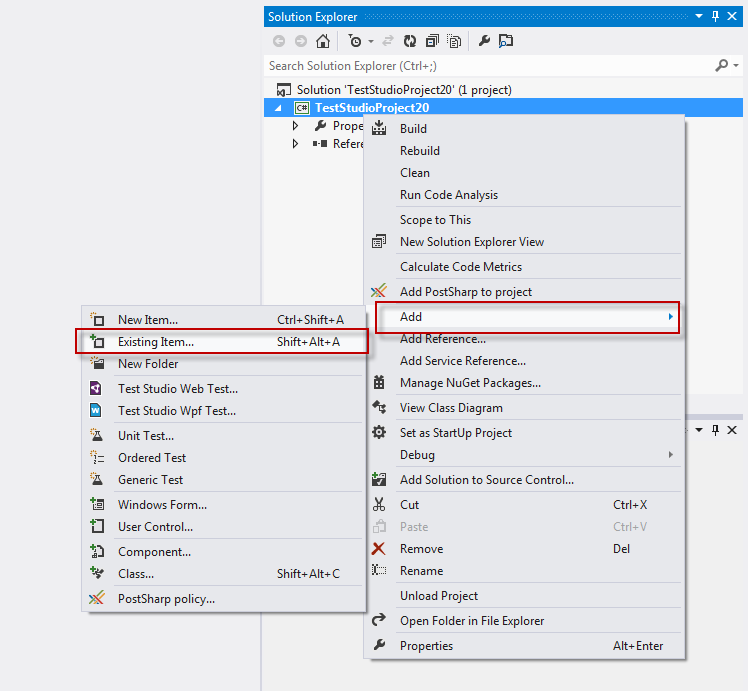 Solution Explorer
Search Solution Explorer (Ctrl+;)
Solution 'TestStudioProject20' (1 project)
C# TestStudioProject20
Prope
Refere
Build
Rebuild
Clean
Run Code Analysis
Scope to This
New Solution Explorer View
Calculate Code Metrics
Add PostSharp to project
Add
Add Reference...
Add Service Reference...
Manage NuGet Packages...
View Class Diagram
Set as StartUp Project
Debug
Add Solution to Source Control...
Cut Ctrl+X
Paste Ctrl+V
Remove Del
Rename
Unload Project
Open Folder in File Explorer
Properties Alt+Enter
New Item... Ctrl+Shift+A
Existing Item... Shift+Alt+A
New Folder
Test Studio Web Test...
W Test Studio Wpf Test...
Unit Test...
Ordered Test
Generic Test
Windows Form...
User Control...
Component...
Class... Shift+Alt+C
PostSharp policy...